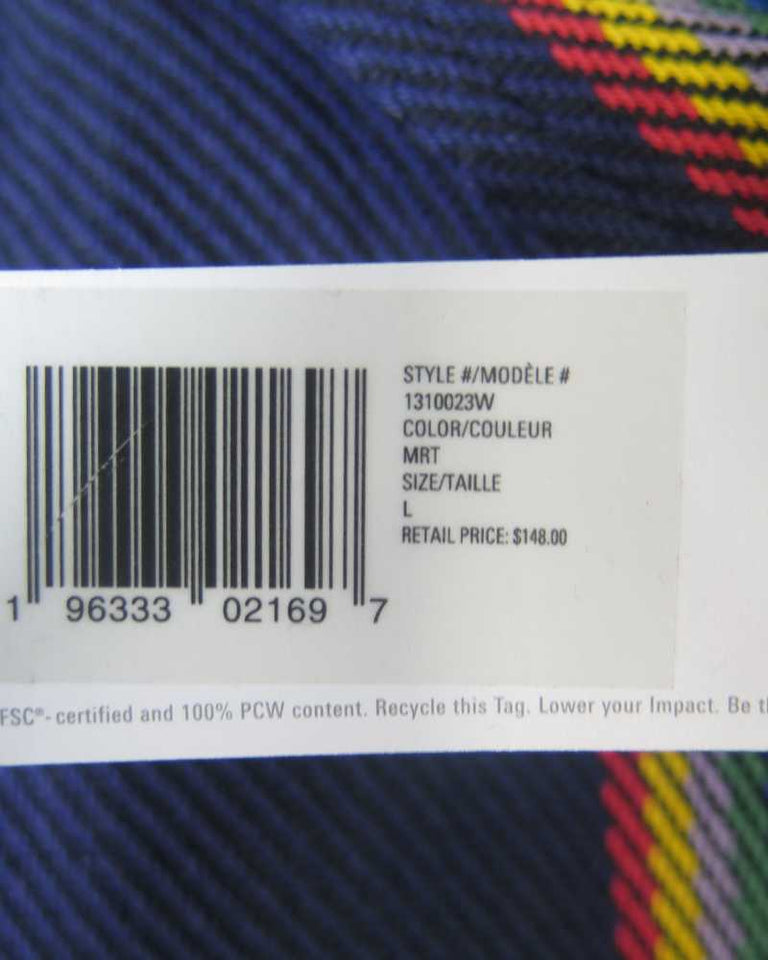 STYLE #/MODÈLE #
1310023W
COLOR/COULEUR
MRT
SIZE/TAILLE
L
RETAIL PRICE: $148.00
1 96333 02169 7
FSC®-certified and 100% PCW content. Recycle this Tag. Lower your Impact. Be